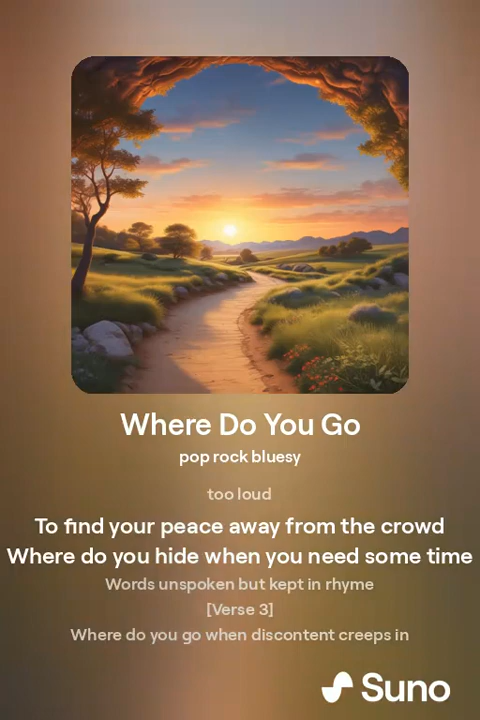 Where Do You Go
pop rock bluesy
too loud
To find your peace away from the crowd
Where do you hide when you need some time
Words unspoken but kept in rhyme
[Verse 3]
Where do you go when discontent creeps in
Suno